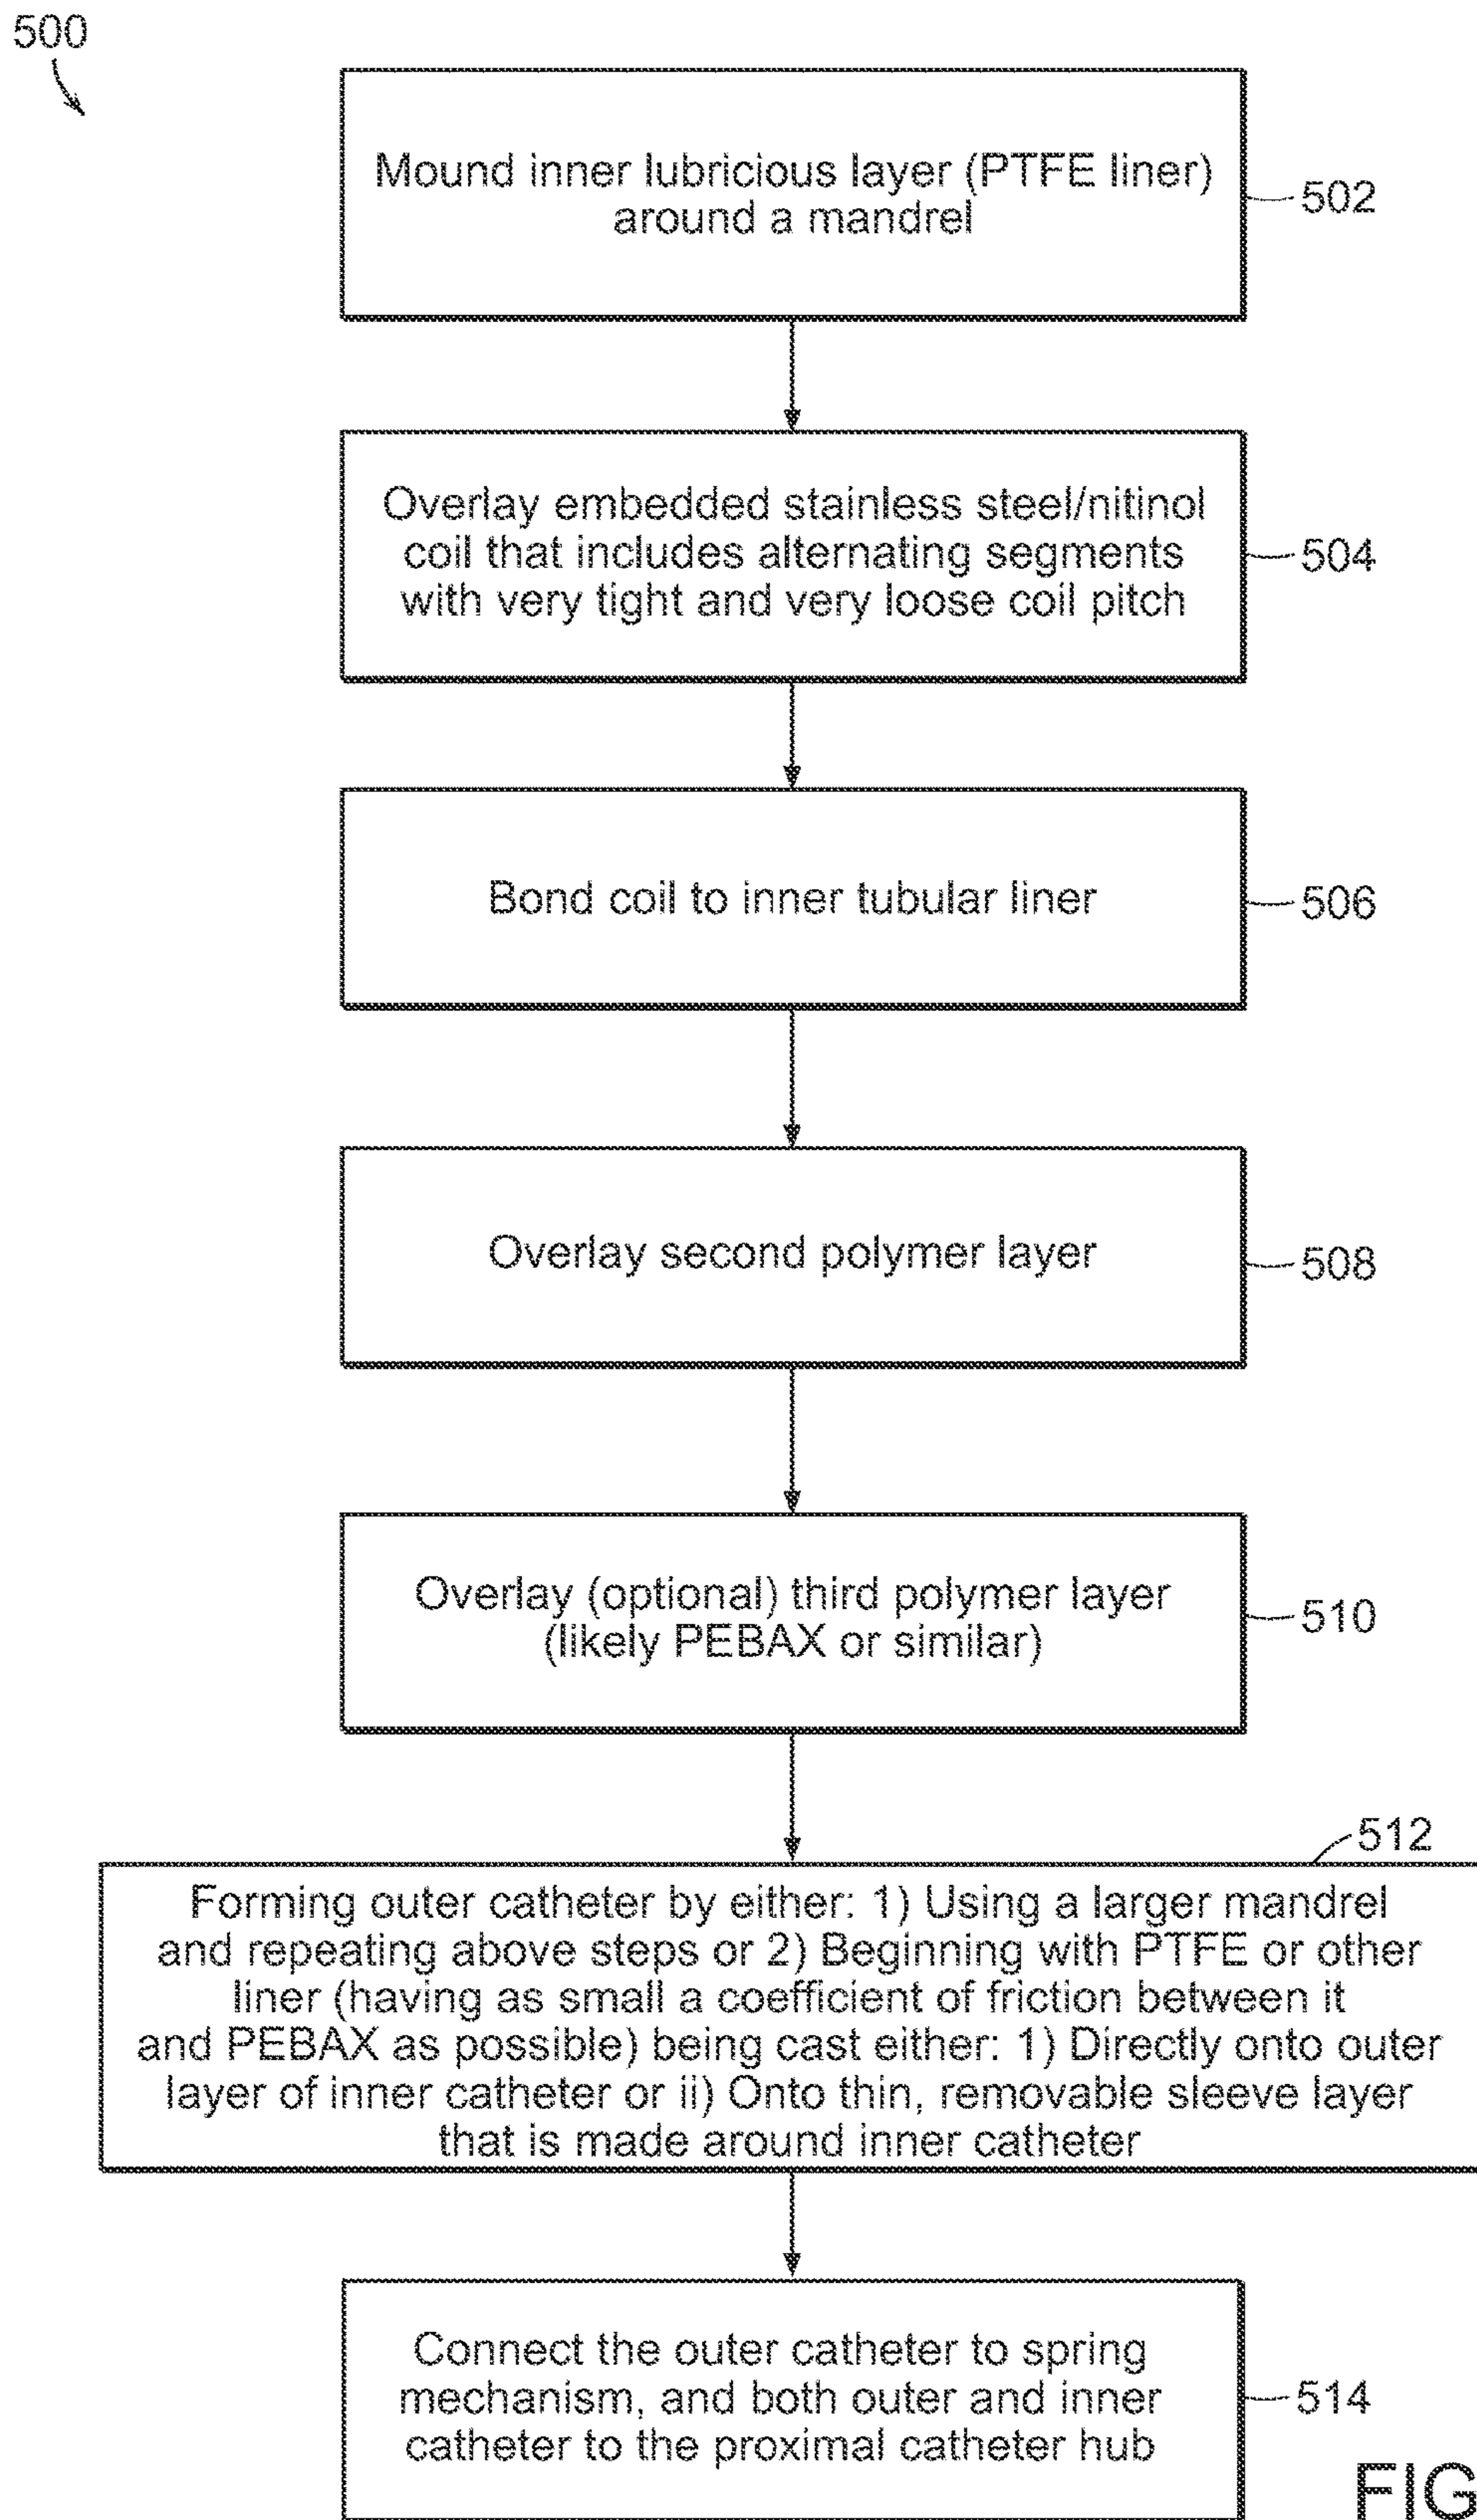 500
Mound inner lubricious layer (PTFE liner)
around a mandrel
502
Overlay embedded stainless steel/nitinol
coil that includes alternating segments
with very tight and very loose coil pitch
504
Bond coil to inner tubular liner
506
Overlay second polymer layer
508
Overlay (optional) third polymer layer
(likely PEBAX or similar)
510
512
Forming outer catheter by either: 1) Using a larger mandrel
and repeating above steps or 2) Beginning with PTFE or other
liner (having as small a coefficient of friction between it
and PEBAX as possible) being cast either: 1) Directly onto outer
layer of inner catheter or ii) Onto thin, removable sleeve layer
that is made around inner catheter
Connect the outer catheter to spring
mechanism, and both outer and inner
catheter to the proximal catheter hub
514
FIG